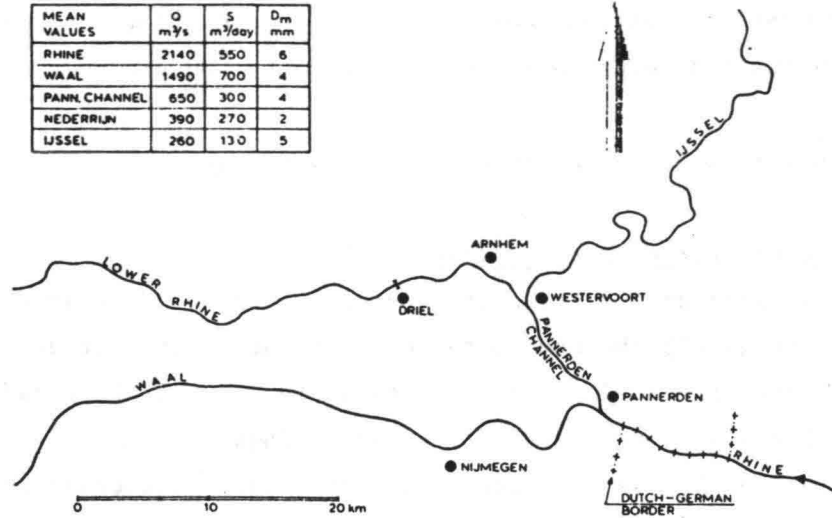 MEAN VALUES Q m³/s S m³/day Dm mm
RHINE 2140 550 6
WAAL 1490 700 4
PANN. CHANNEL 650 300 4
NEDERRIJN 390 270 2
IJSSEL 260 130 5
IJSSEL
ARNHEM
LOWER RHINE
DRIEL
WESTERVOORT
PANNERDEN CHANNEL
WAAL
PANNERDEN
NIJMEGEN
RHINE
0 10 20 km
DUTCH-GERMAN
BORDER